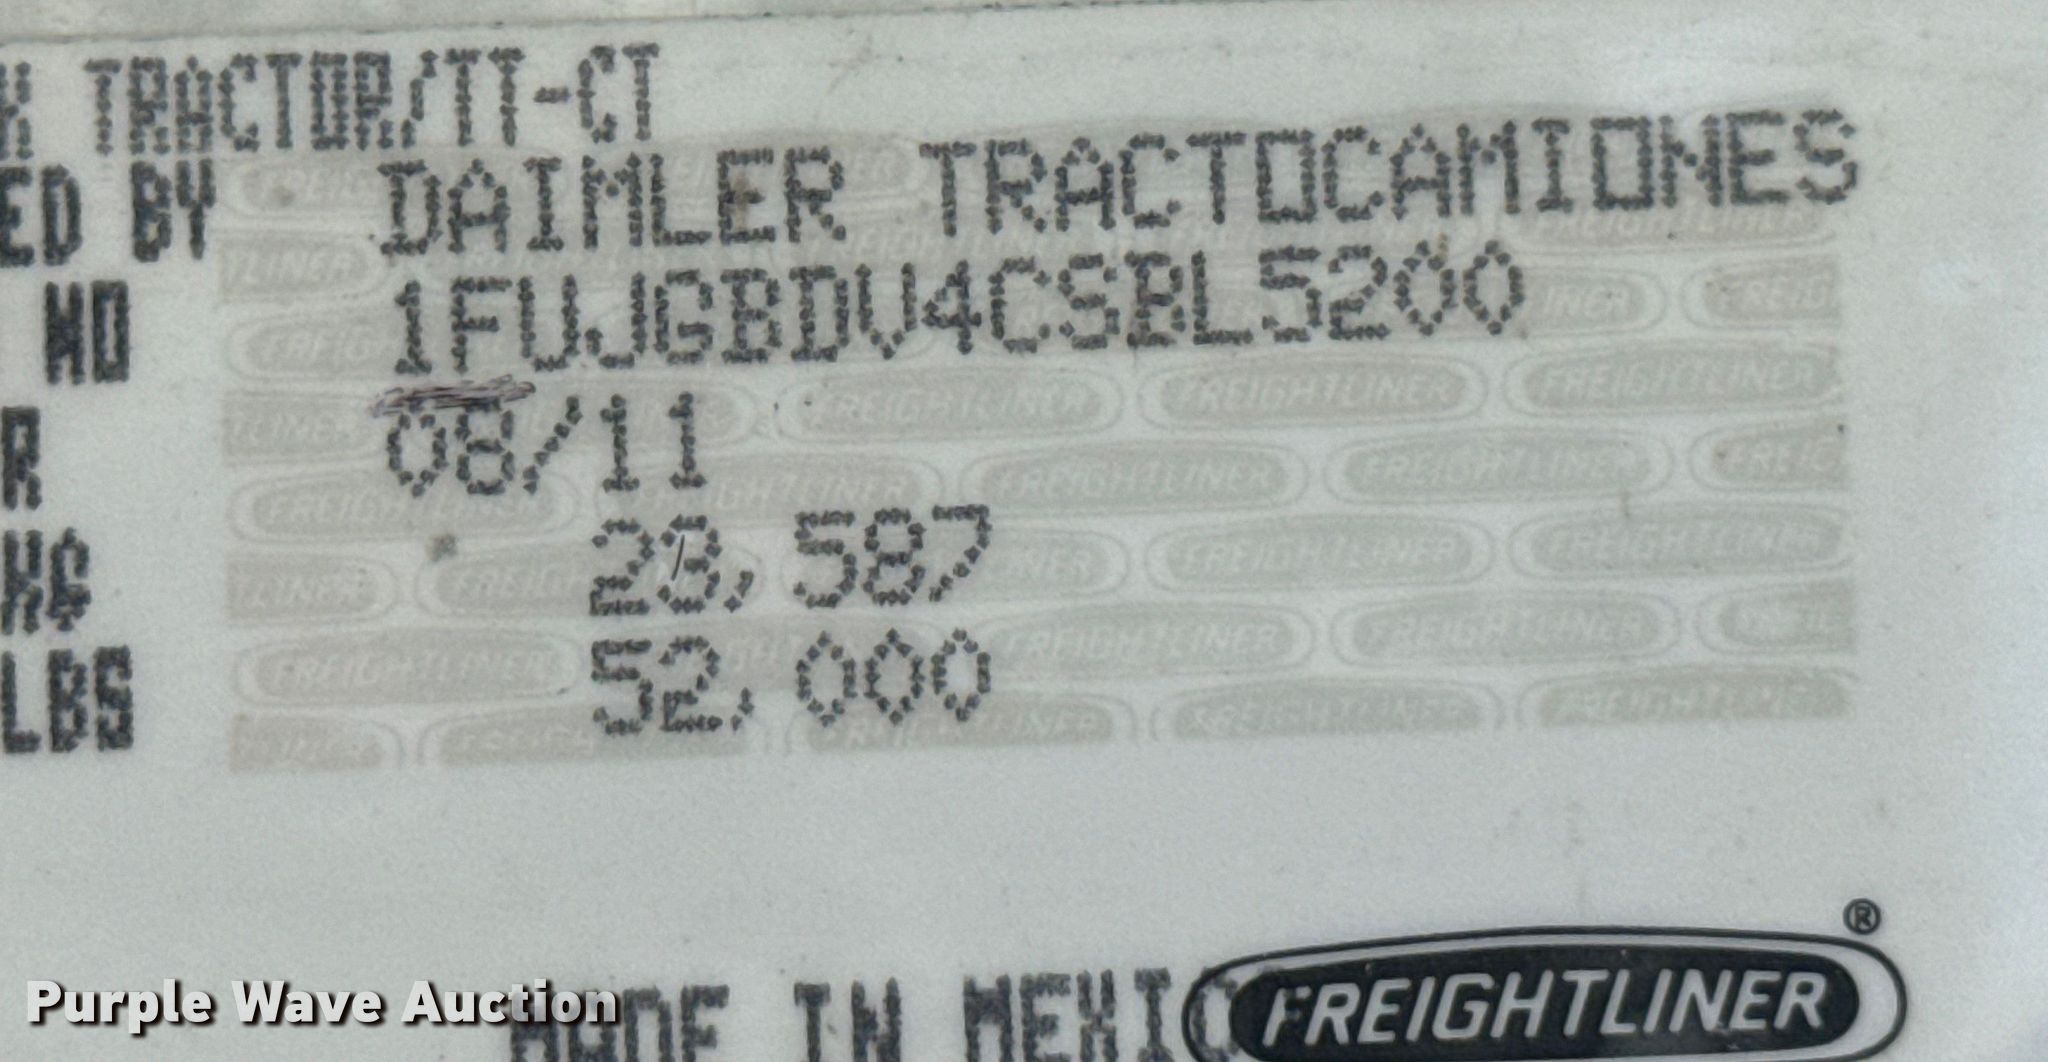 K TRACTOR/TT-CT
ED BY DAIMLER TRACTOCAMIONES
NO 1FUJGBDV4CSBL5200
R 08/11
KG 23,587
LBS 52,000
MADE IN MEXICO
FREIGHTLINER®
Purple Wave Auction